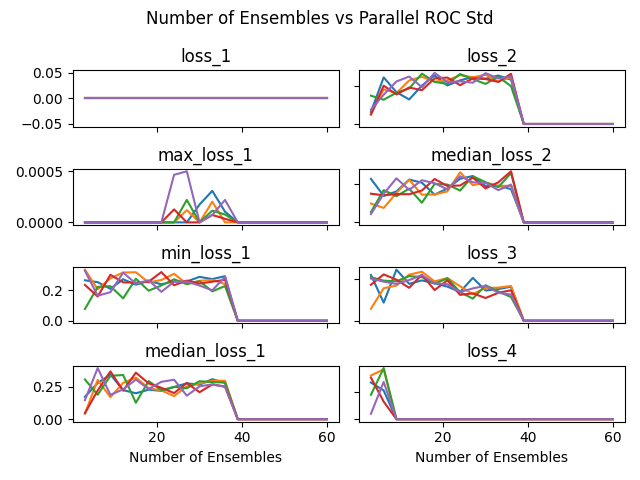 Number of Ensembles vs Parallel ROC Std
loss_1
0.05
0.00
−0.05
loss_2
max_loss_1
0.0005
0.0000
median_loss_2
min_loss_1
0.2
0.0
loss_3
median_loss_1
0.25
0.00
20
40
60
Number of Ensembles
loss_4
20
40
60
Number of Ensembles